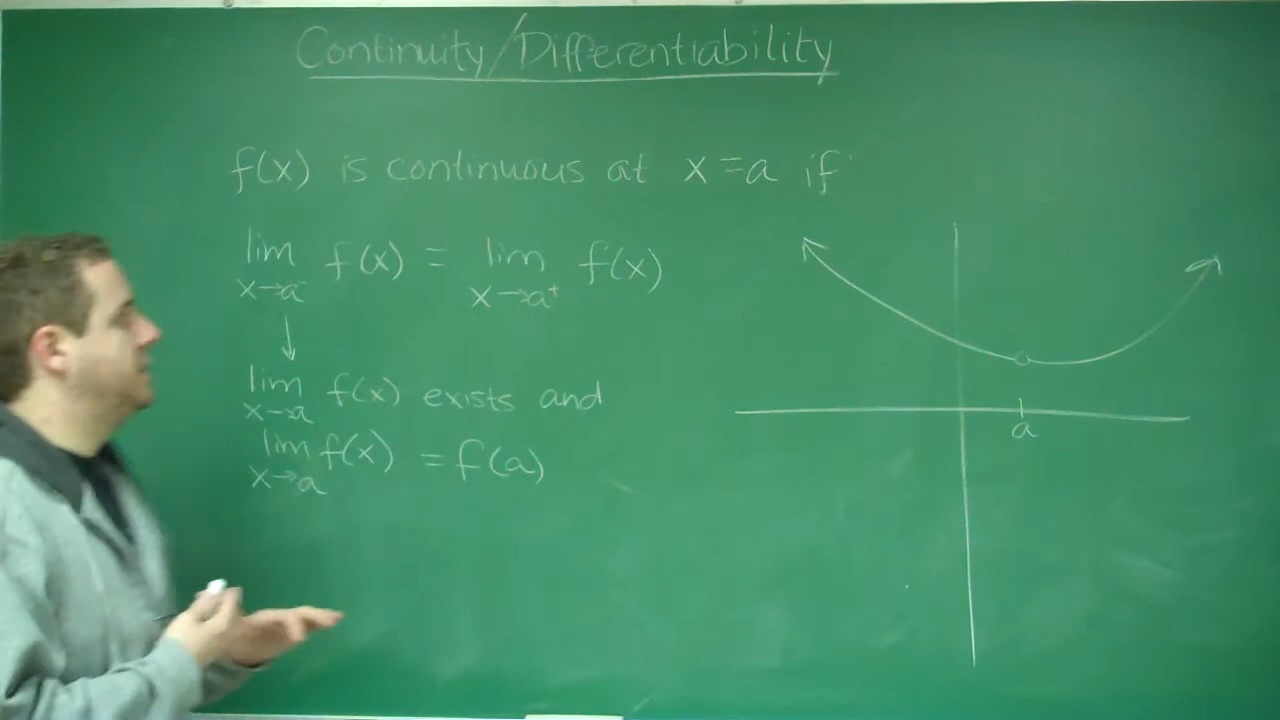 Continuity/Differentiability
f(x) is continuous at x=a if
lim x→a⁻ f(x) = lim x→a⁺ f(x)
↓
lim x→a f(x) exists and
lim x→a f(x) = f(a)
a